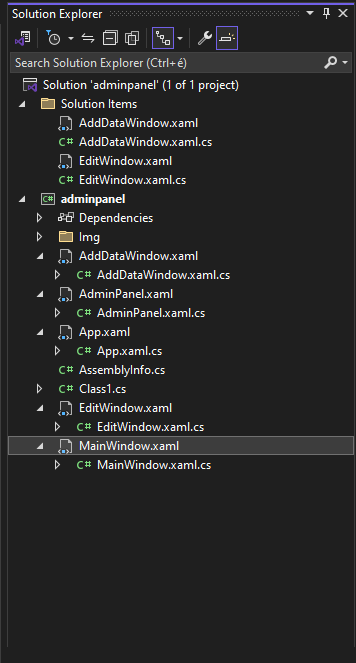 Solution Explorer
Search Solution Explorer (Ctrl+é)
Solution 'adminpanel' (1 of 1 project)
Solution Items
AddDataWindow.xaml
C# AddDataWindow.xaml.cs
EditWindow.xaml
C# EditWindow.xaml.cs
C# adminpanel
Dependencies
Img
AddDataWindow.xaml
C# AddDataWindow.xaml.cs
AdminPanel.xaml
C# AdminPanel.xaml.cs
App.xaml
C# App.xaml.cs
C# AssemblyInfo.cs
C# Class1.cs
EditWindow.xaml
C# EditWindow.xaml.cs
MainWindow.xaml
C# MainWindow.xaml.cs